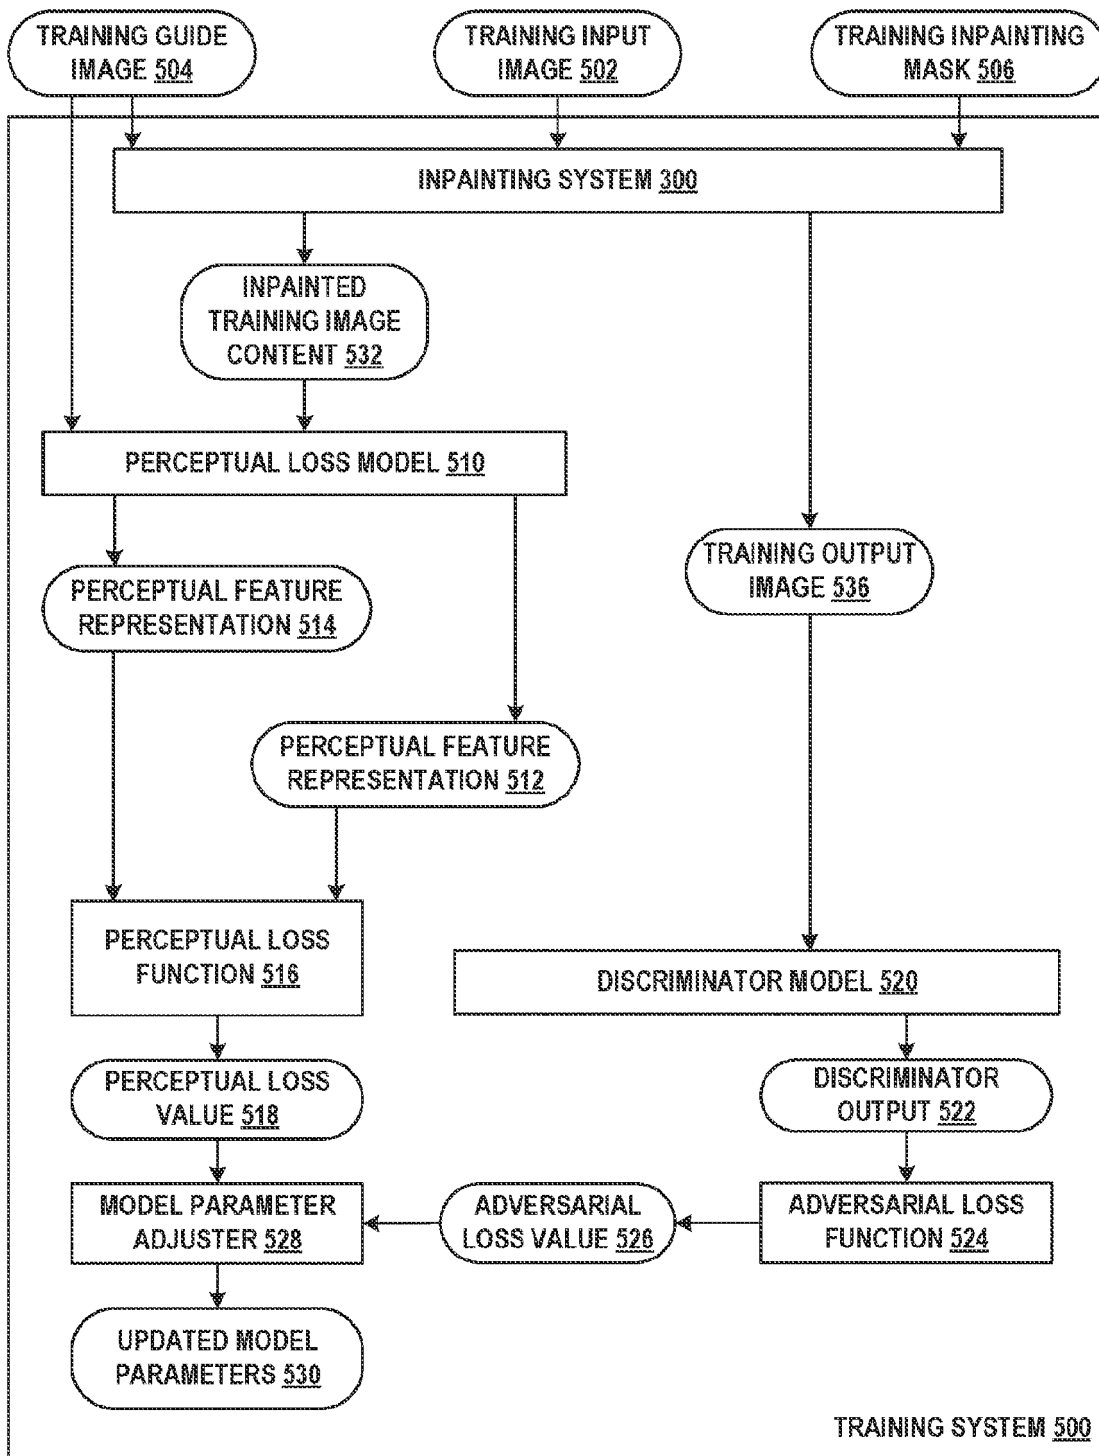 TRAINING GUIDE
IMAGE 504
TRAINING INPUT
IMAGE 502
TRAINING INPAINTING
MASK 506
INPAINTING SYSTEM 300
INPAINTED
TRAINING IMAGE
CONTENT 532
PERCEPTUAL LOSS MODEL 510
TRAINING OUTPUT
IMAGE 536
PERCEPTUAL FEATURE
REPRESENTATION 514
PERCEPTUAL FEATURE
REPRESENTATION 512
PERCEPTUAL LOSS
FUNCTION 516
DISCRIMINATOR MODEL 520
PERCEPTUAL LOSS
VALUE 518
DISCRIMINATOR
OUTPUT 522
MODEL PARAMETER
ADJUSTER 528
ADVERSARIAL
LOSS VALUE 526
ADVERSARIAL LOSS
FUNCTION 524
UPDATED MODEL
PARAMETERS 530
TRAINING SYSTEM 500